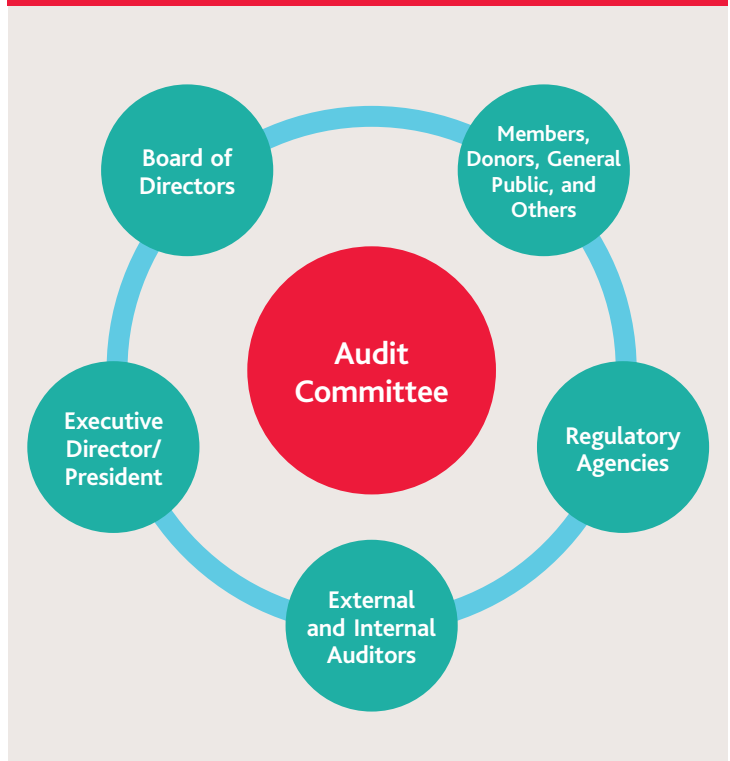 Board of
Directors
Members,
Donors, General
Public, and
Others
Audit
Committee
Executive
Director/
President
Regulatory
Agencies
External
and Internal
Auditors